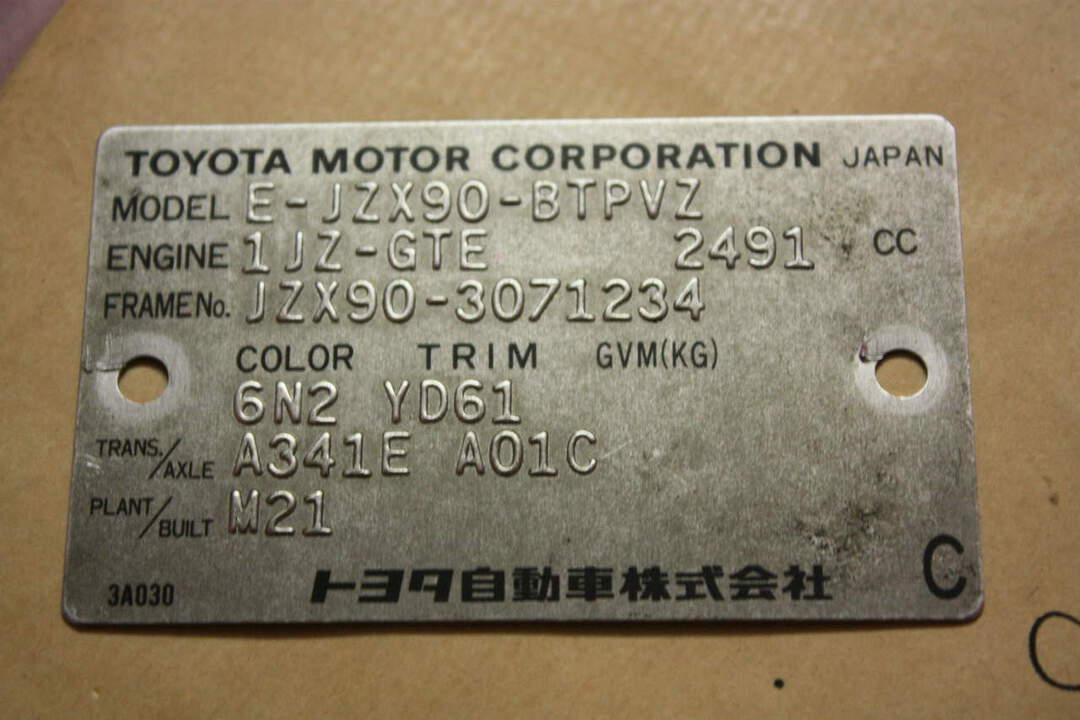 TOYOTA MOTOR CORPORATION JAPAN
MODEL E-JZX90-BTPVZ
ENGINE 1JZ-GTE 2491 CC
FRAME No. JZX90-3071234
COLOR TRIM GVM(KG)
6N2 YD61
TRANS./AXLE A341E A01C
PLANT/BUILT M21
3A030 トヨタ自動車株式会社 C